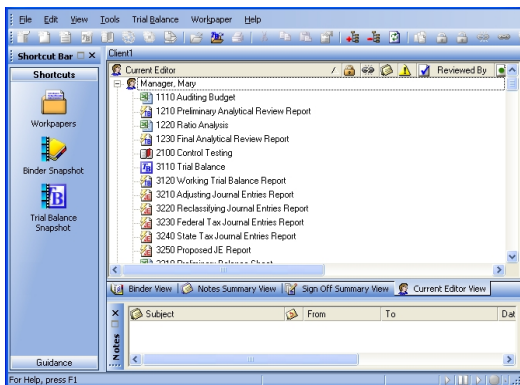 File Edit View Tools Trial Balance Workpaper Help
Shortcut Bar
Client1
Shortcuts
Workpapers
Binder Snapshot
Trial Balance
Snapshot
Guidance
Current Editor / Reviewed By
Manager, Mary
1110 Auditing Budget
1210 Preliminary Analytical Review Report
1220 Ratio Analysis
1230 Final Analytical Review Report
2100 Control Testing
3110 Trial Balance
3120 Working Trial Balance Report
3210 Adjusting Journal Entries Report
3220 Reclassifying Journal Entries Report
3230 Federal Tax Journal Entries Report
3240 State Tax Journal Entries Report
3250 Proposed JE Report
3310 Preliminary Balance Sheet
Binder View Notes Summary View Sign Off Summary View Current Editor View
Notes
Subject From To Dat
For Help, press F1